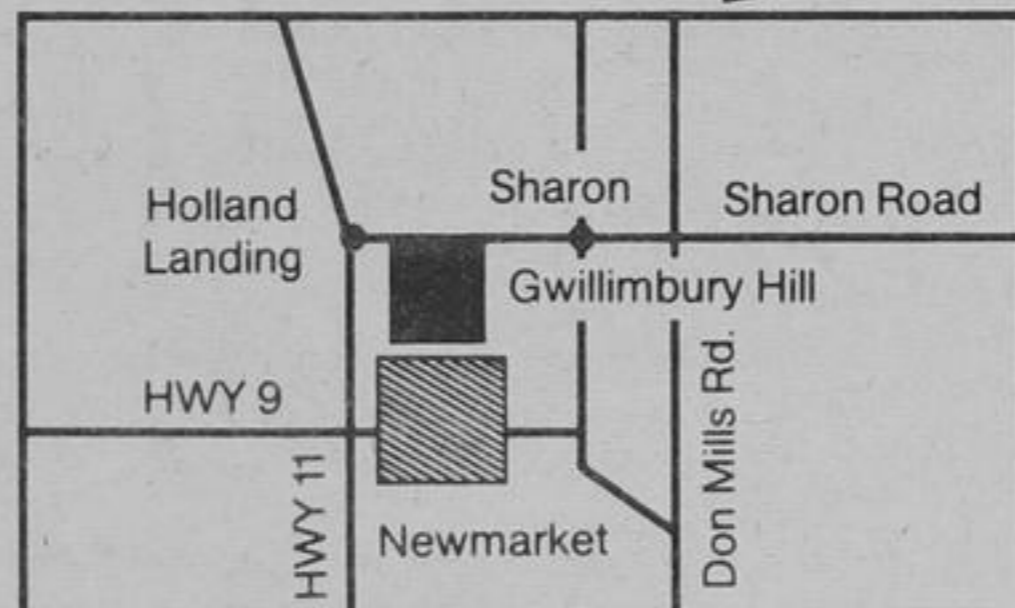 Sharon
Sharon Road
Holland
Landing
Gwillimbury Hill
HWY 9
HWY 11
Newmarket
Don Mills Rd.